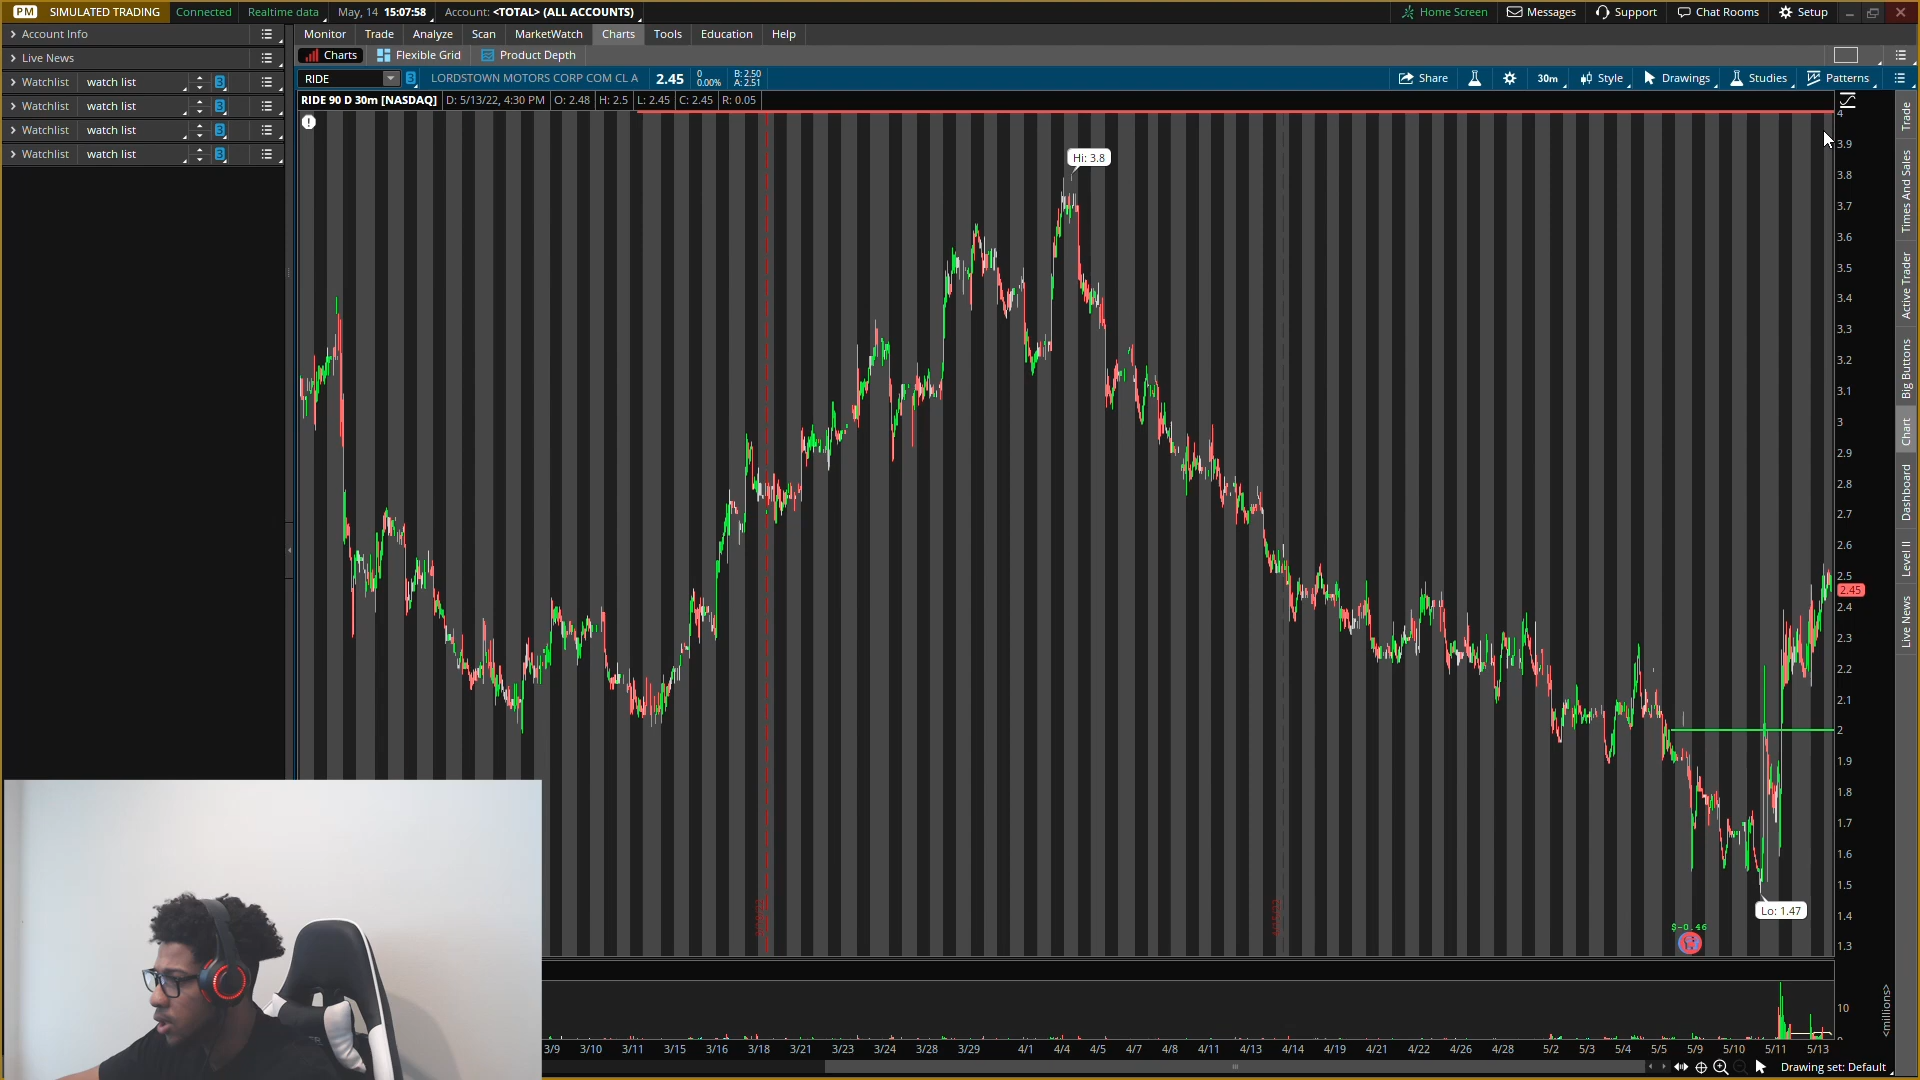 PM SIMULATED TRADING Connected Realtime data May, 14 15:07:58 Account: <TOTAL> (ALL ACCOUNTS) Home Screen Messages Support Chat Rooms Setup
Account Info
Live News
Watchlist watch list 3
Watchlist watch list 3
Watchlist watch list 3
Watchlist watch list 3
Monitor Trade Analyze Scan MarketWatch Charts Tools Education Help
Charts Flexible Grid Product Depth
RIDE 3 LORDSTOWN MOTORS CORP COM CL A 2.45 0 0.00% B: 2.50 A: 2.51 Share 30m Style Drawings Studies Patterns
RIDE 90 D 30m [NASDAQ] D: 5/13/22, 4:30 PM O: 2.48 H: 2.5 L: 2.45 C: 2.45 R: 0.05
Hi: 3.8
Lo: 1.47
$-0.46
4
3.9
3.8
3.7
3.6
3.5
3.4
3.3
3.2
3.1
3
2.9
2.8
2.7
2.6
2.5
2.45
2.4
2.3
2.2
2.1
2
1.9
1.8
1.7
1.6
1.5
1.4
1.3
10
<millions>
3/9 3/10 3/11 3/15 3/16 3/18 3/21 3/23 3/24 3/28 3/29 4/1 4/4 4/5 4/7 4/8 4/11 4/13 4/14 4/19 4/21 4/22 4/26 4/28 5/2 5/3 5/4 5/5 5/9 5/10 5/11 5/13
Drawing set: Default
Trade
Times And Sales
Active Trader
Big Buttons
Chart
Dashboard
Level II
Live News